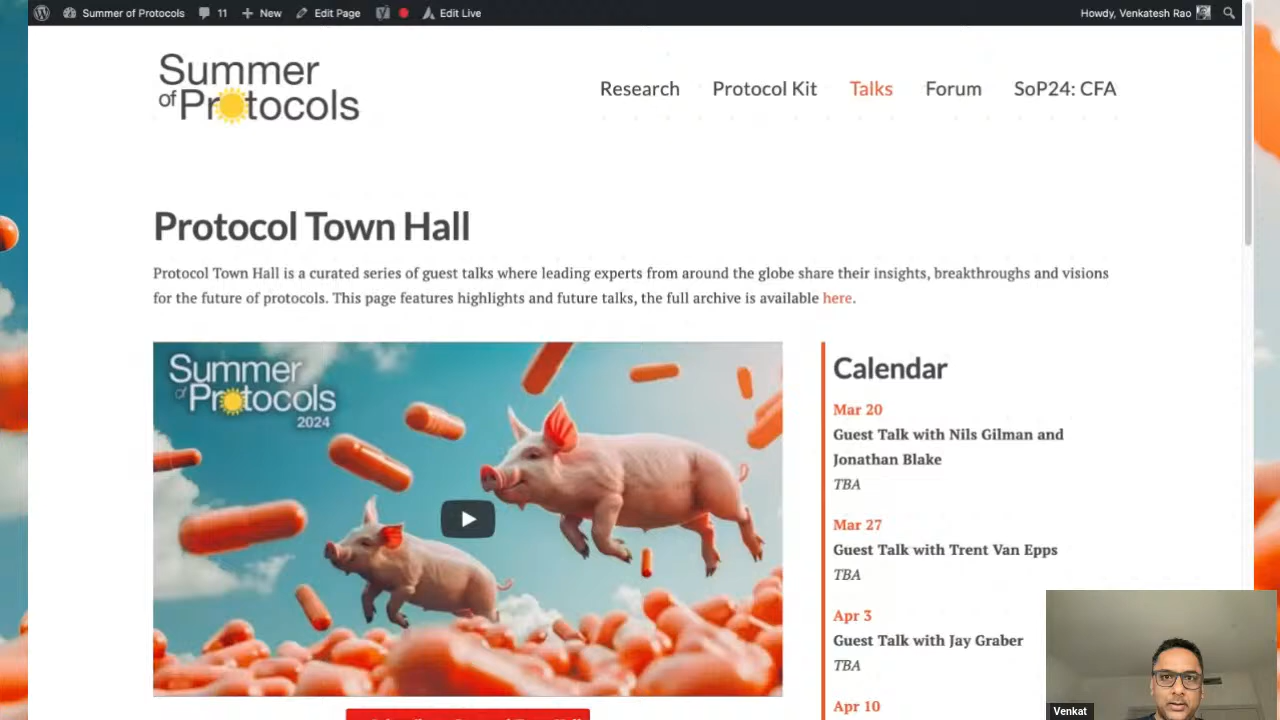 Summer of Protocols
11
New
Edit Page
Edit Live
Howdy, Venkatesh Rao
Summer
of Protocols
Research
Protocol Kit
Talks
Forum
SoP24: CFA
Protocol Town Hall
Protocol Town Hall is a curated series of guest talks where leading experts from around the globe share their insights, breakthroughs and visions
for the future of protocols. This page features highlights and future talks, the full archive is available here.
Summer
of Protocols
2024
Calendar
Mar 20
Guest Talk with Nils Gilman and
Jonathan Blake
TBA
Mar 27
Guest Talk with Trent Van Epps
TBA
Apr 3
Guest Talk with Jay Graber
TBA
Apr 10
Venkat